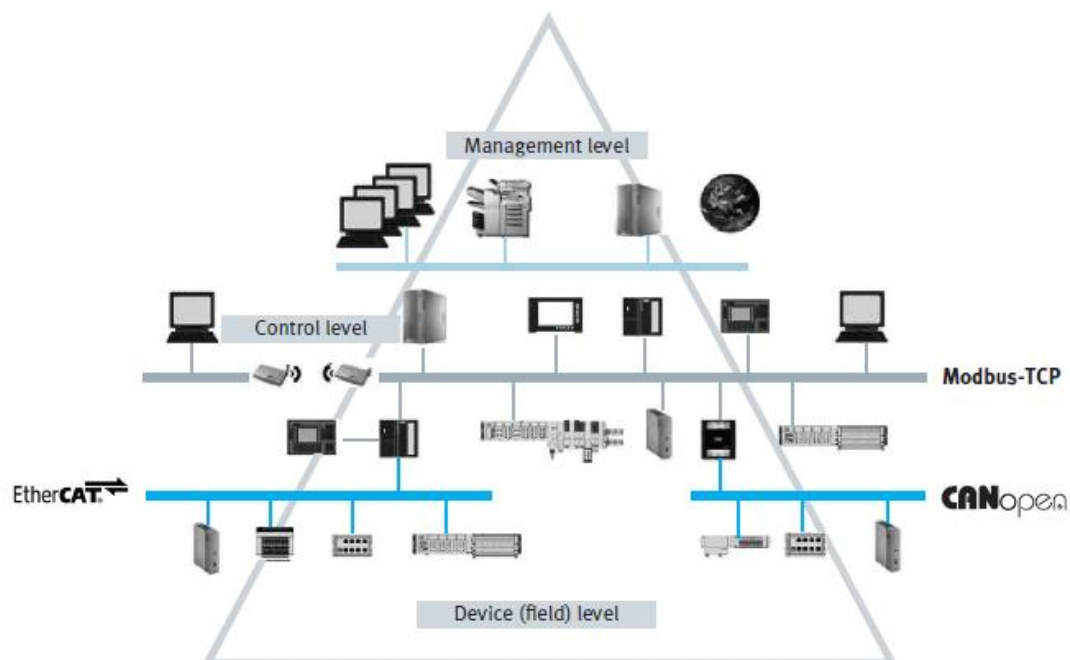 Management level
Control level
Modbus-TCP
EtherCAT®
CANopen
Device (field) level